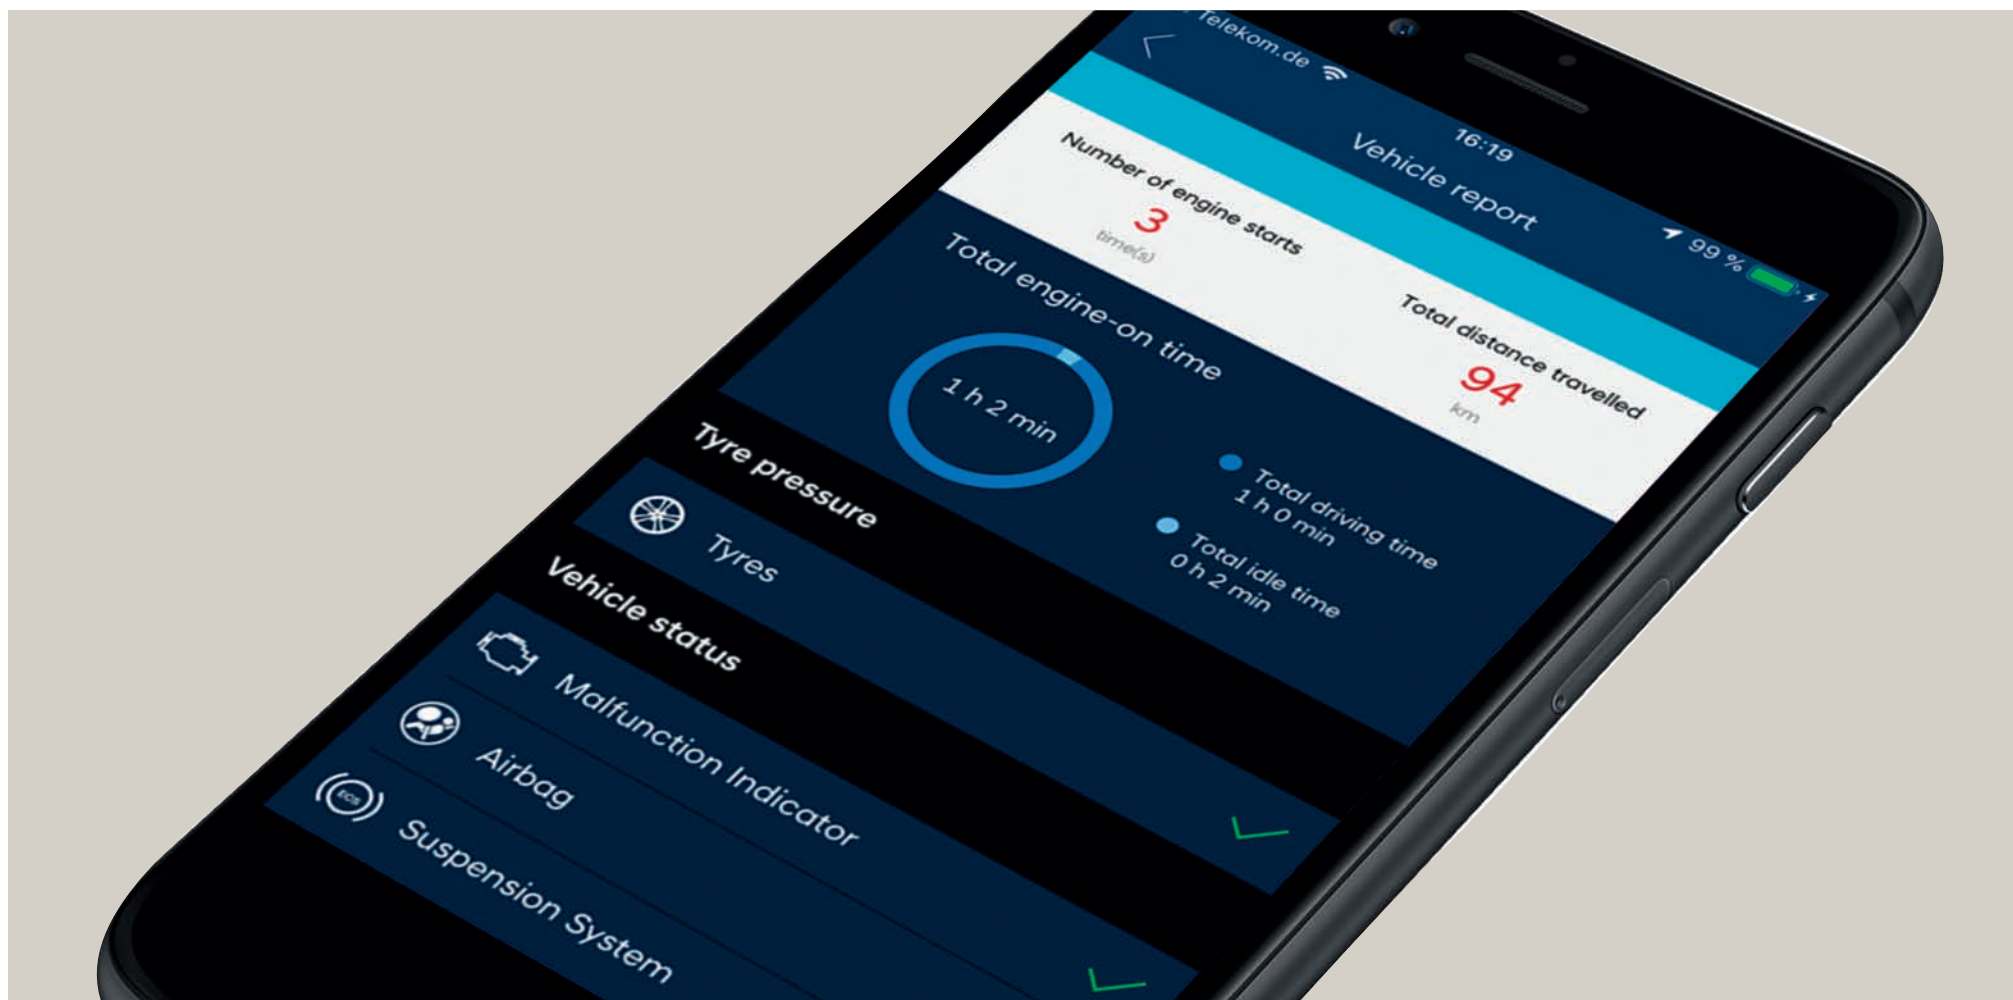 Telekom.de
16:19
99 %
Vehicle report
Number of engine starts
3
time(s)
Total distance travelled
94
km
Total engine-on time
1 h 2 min
Total driving time
1 h 0 min
Total idle time
0 h 2 min
Tyre pressure
Tyres
Vehicle status
Malfunction Indicator
Airbag
Suspension System